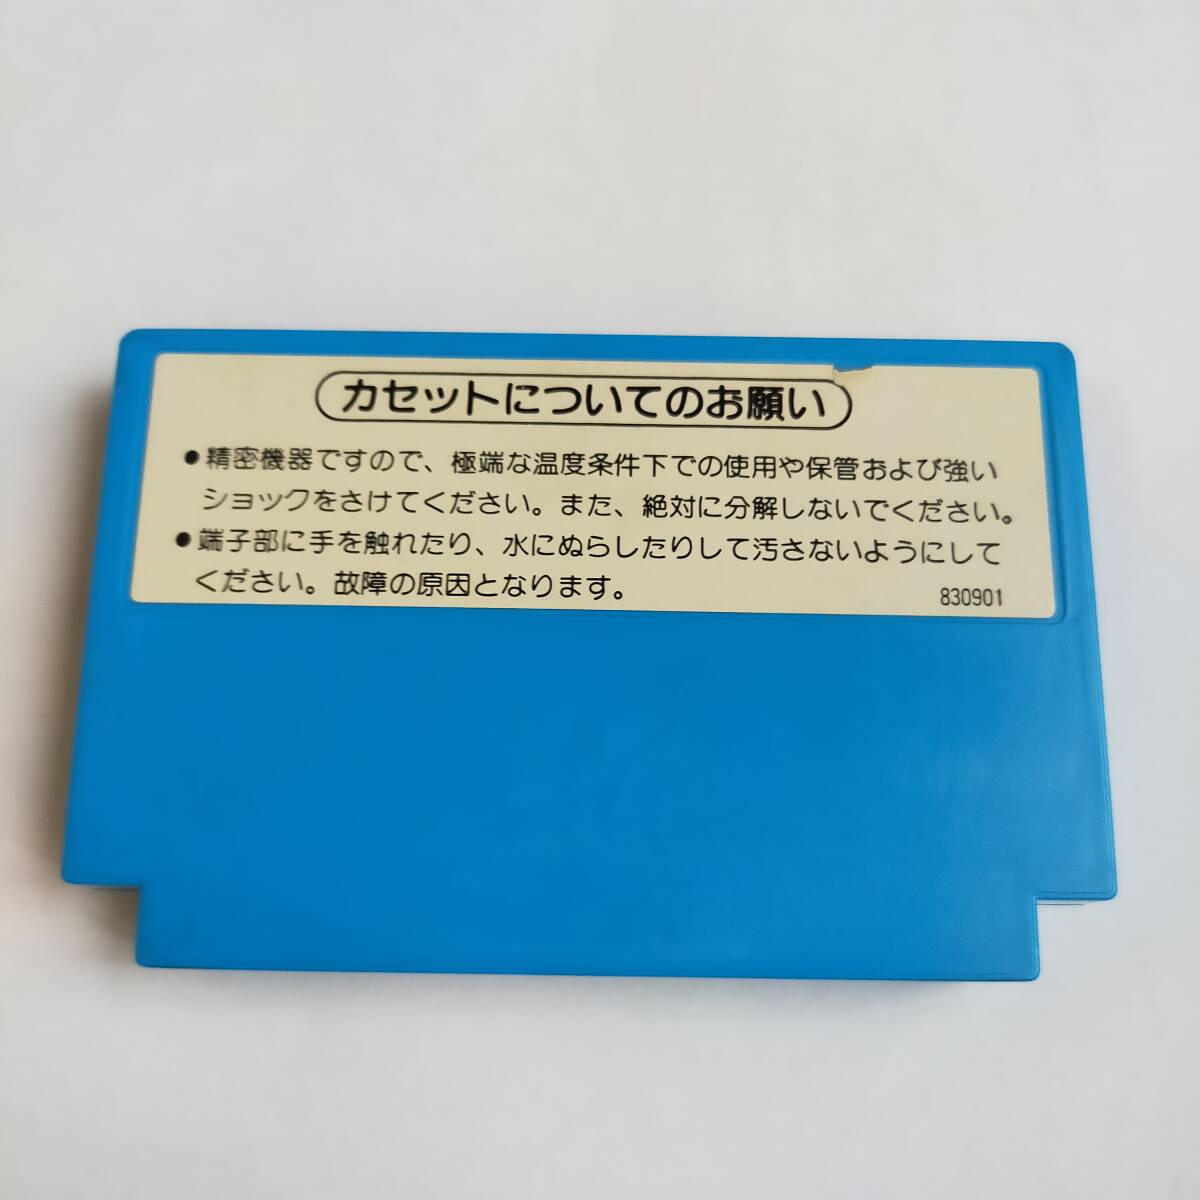 カセットについてのお願い
●精密機器ですので、極端な温度条件下での使用や保管および強い
ショックをさけてください。また、絶対に分解しないでください。
●端子部に手を触れたり、水にぬらしたりして汚さないようにして
ください。故障の原因となります。
830901